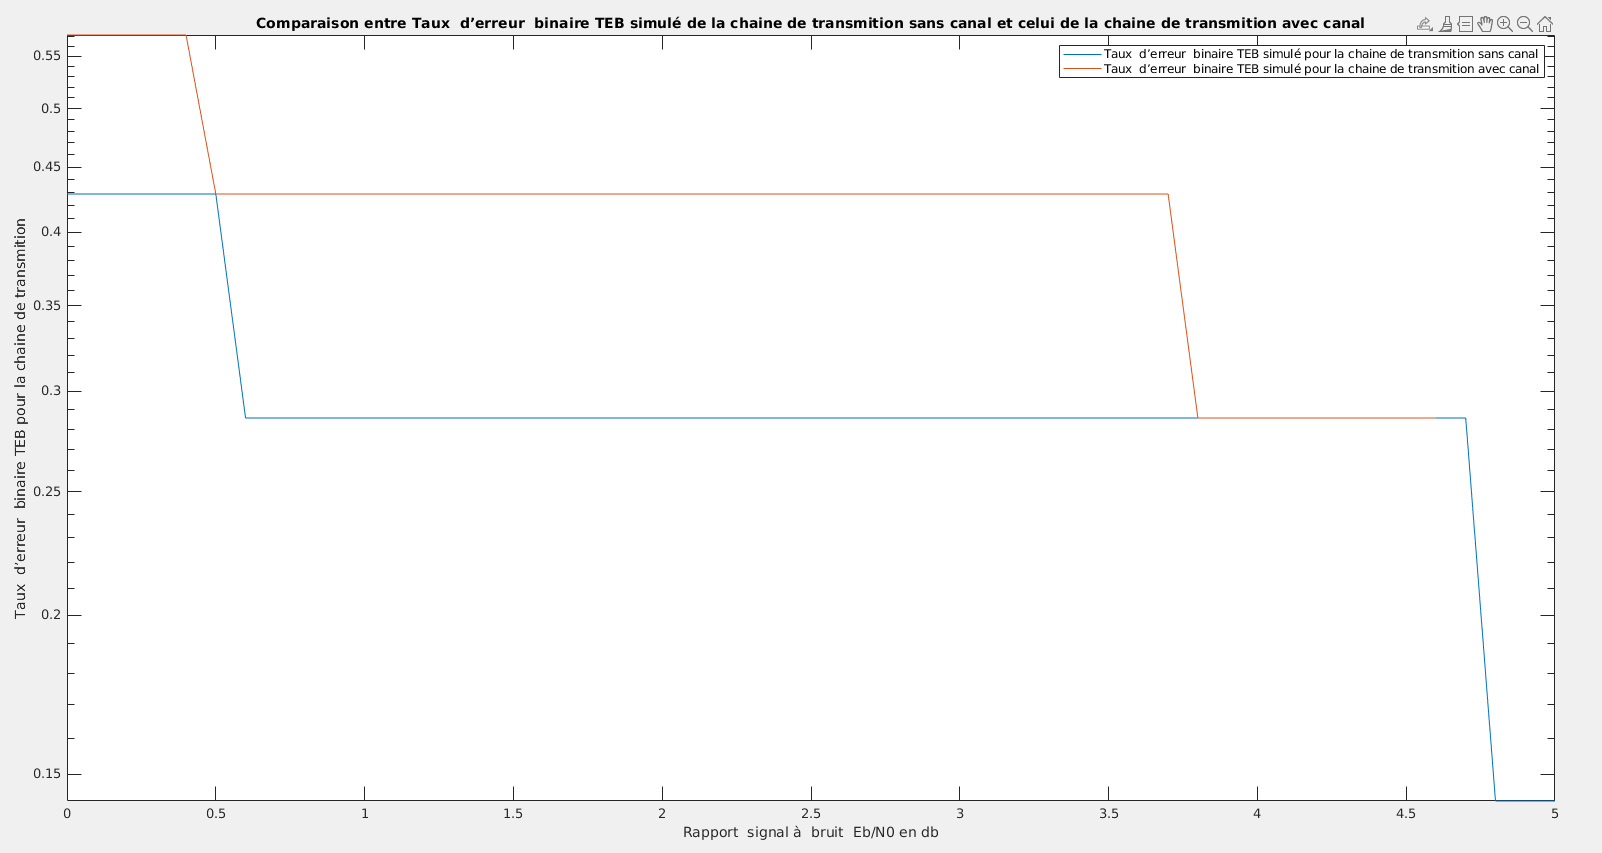 Comparaison entre Taux  d’erreur  binaire TEB simulé de la chaine de transmition sans canal et celui de la chaine de transmition avec canal
Taux  d’erreur  binaire TEB simulé pour la chaine de transmition sans canal
Taux  d’erreur  binaire TEB simulé pour la chaine de transmition avec canal
Taux  d’erreur  binaire TEB pour la chaine de transmition
0.55
0.5
0.45
0.4
0.35
0.3
0.25
0.2
0.15
0 0.5 1 1.5 2 2.5 3 3.5 4 4.5 5
Rapport  signal à  bruit  Eb/N0 en db